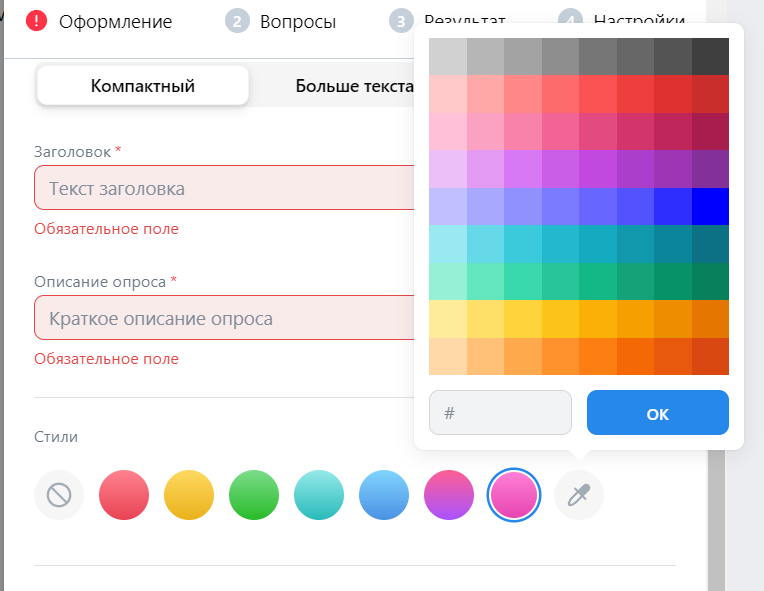 ! Оформление 2 Вопросы 3 Результат 4 Настройки
Компактный Больше текста
Заголовок *
Текст заголовка
Обязательное поле
Описание опроса *
Краткое описание опроса
Обязательное поле
# ОК
Стили